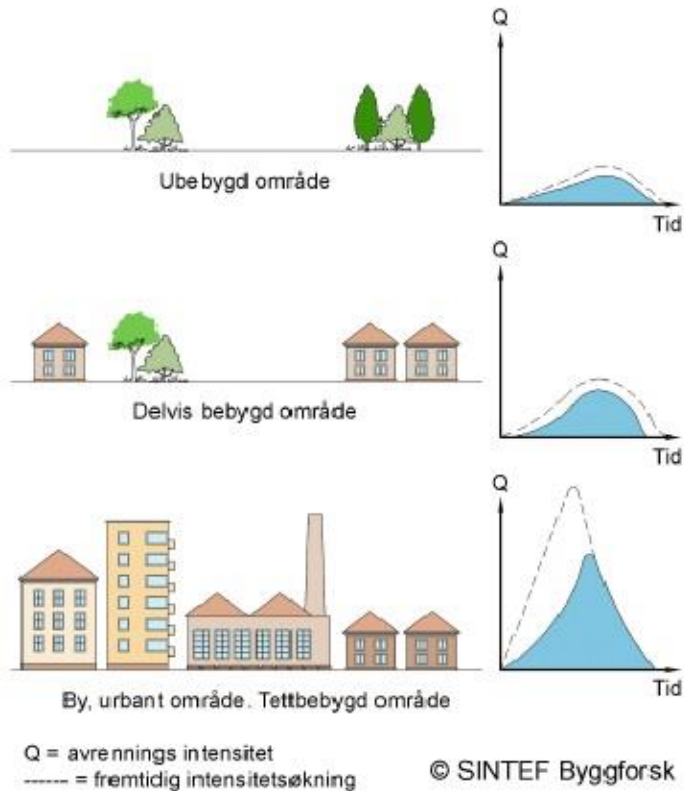 Q
Tid
Ubebygd område
Q
Tid
Delvis bebygd område
Q
Tid
By, urbant område. Tettbebygd område
Q = avrennings intensitet
------ = fremtidig intensitetsøkning
© SINTEF Byggforsk